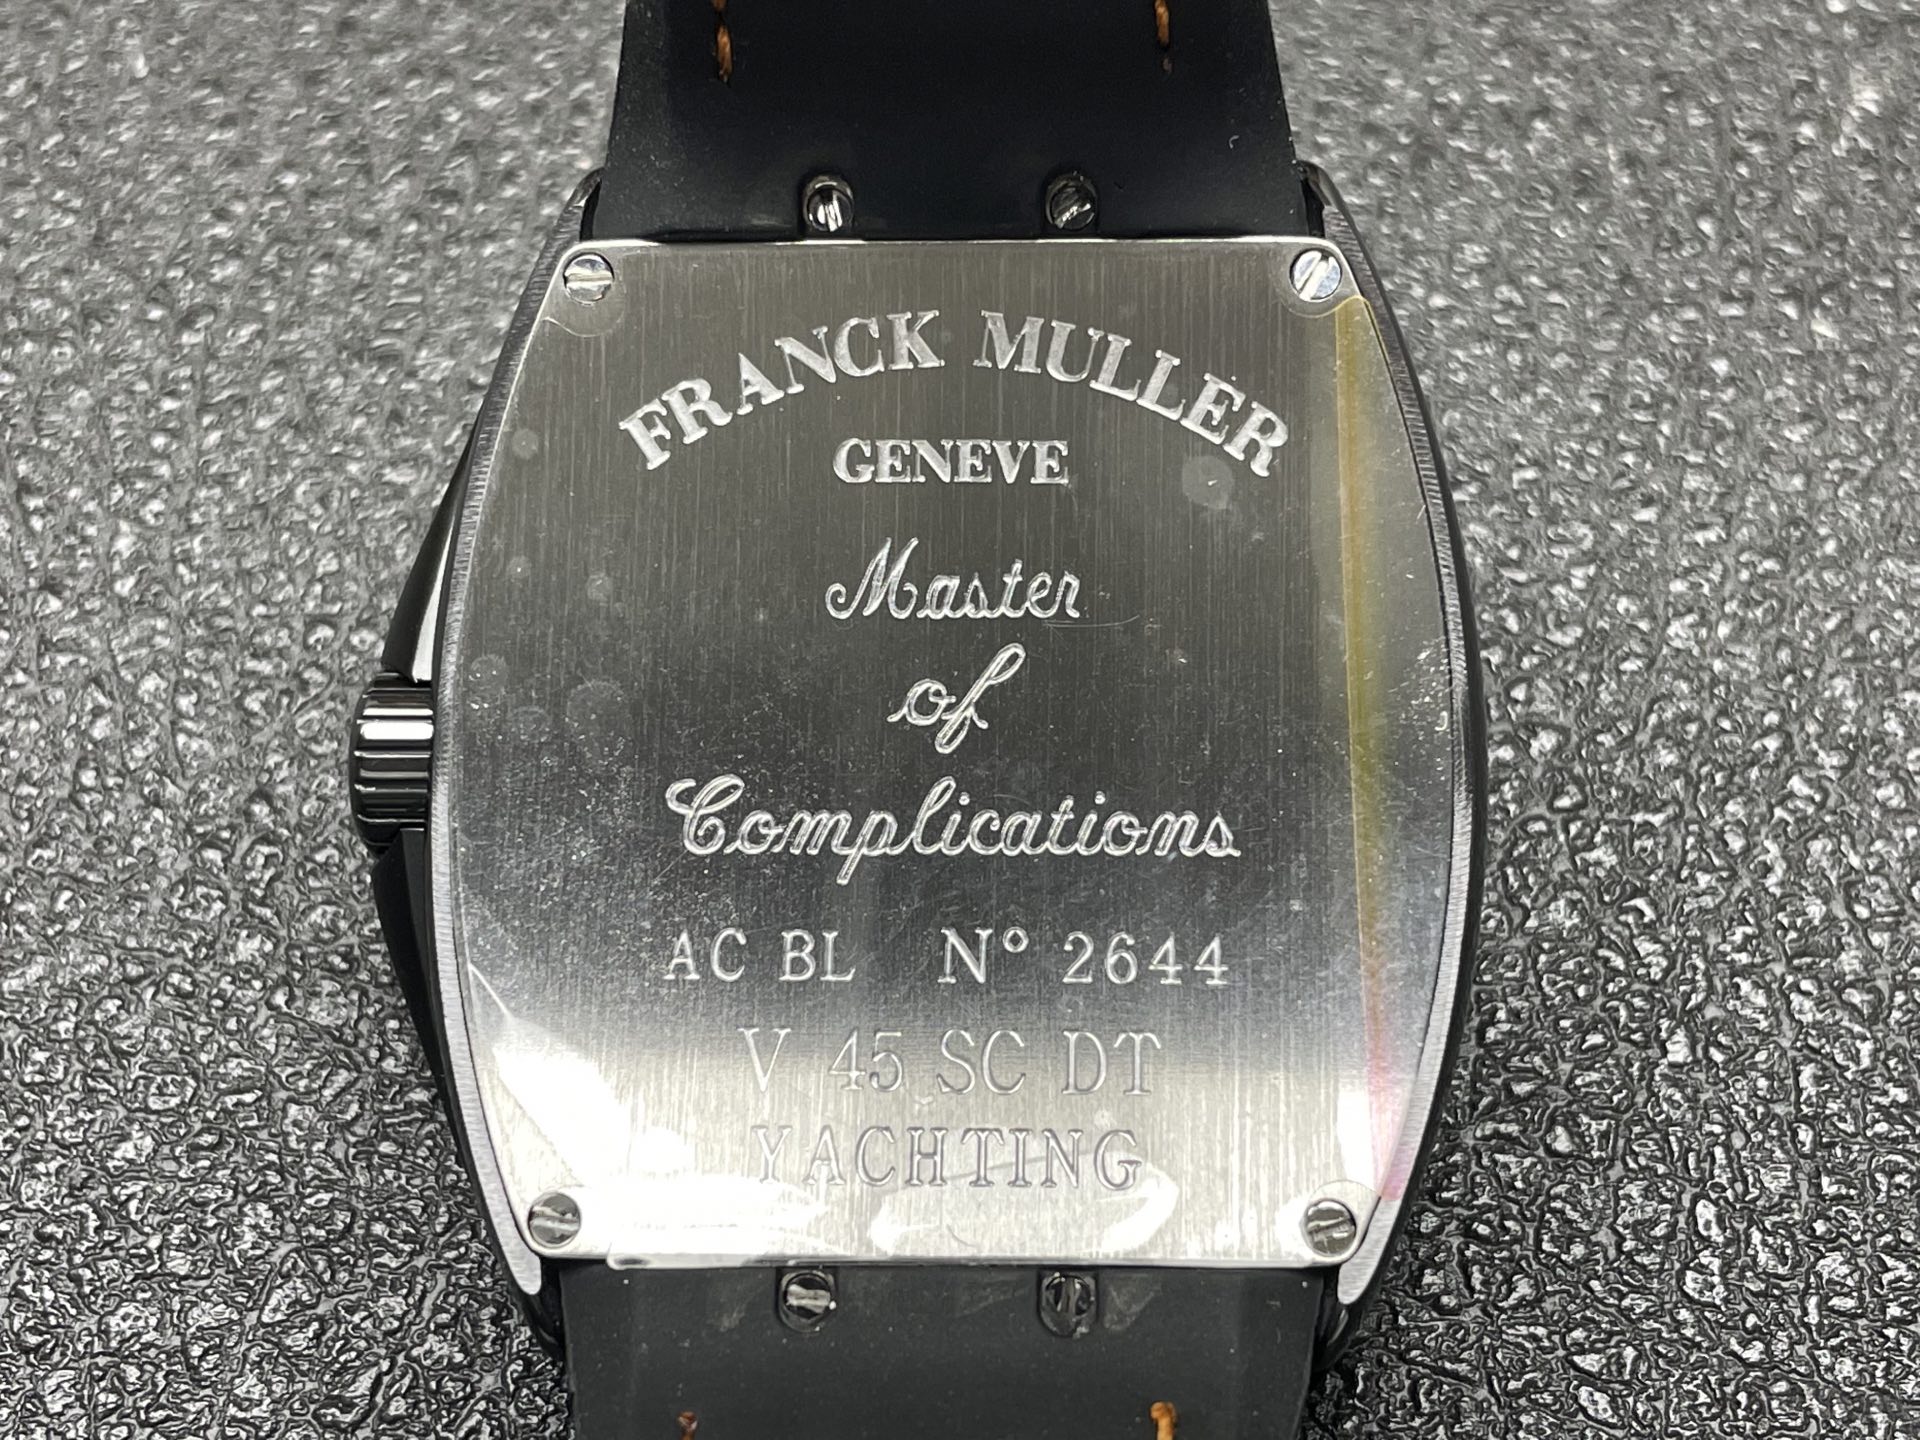 FRANCK MULLER
GENEVE
Master
of
Complications
AC BL N° 2644
V 45 SC DT
YACHTING